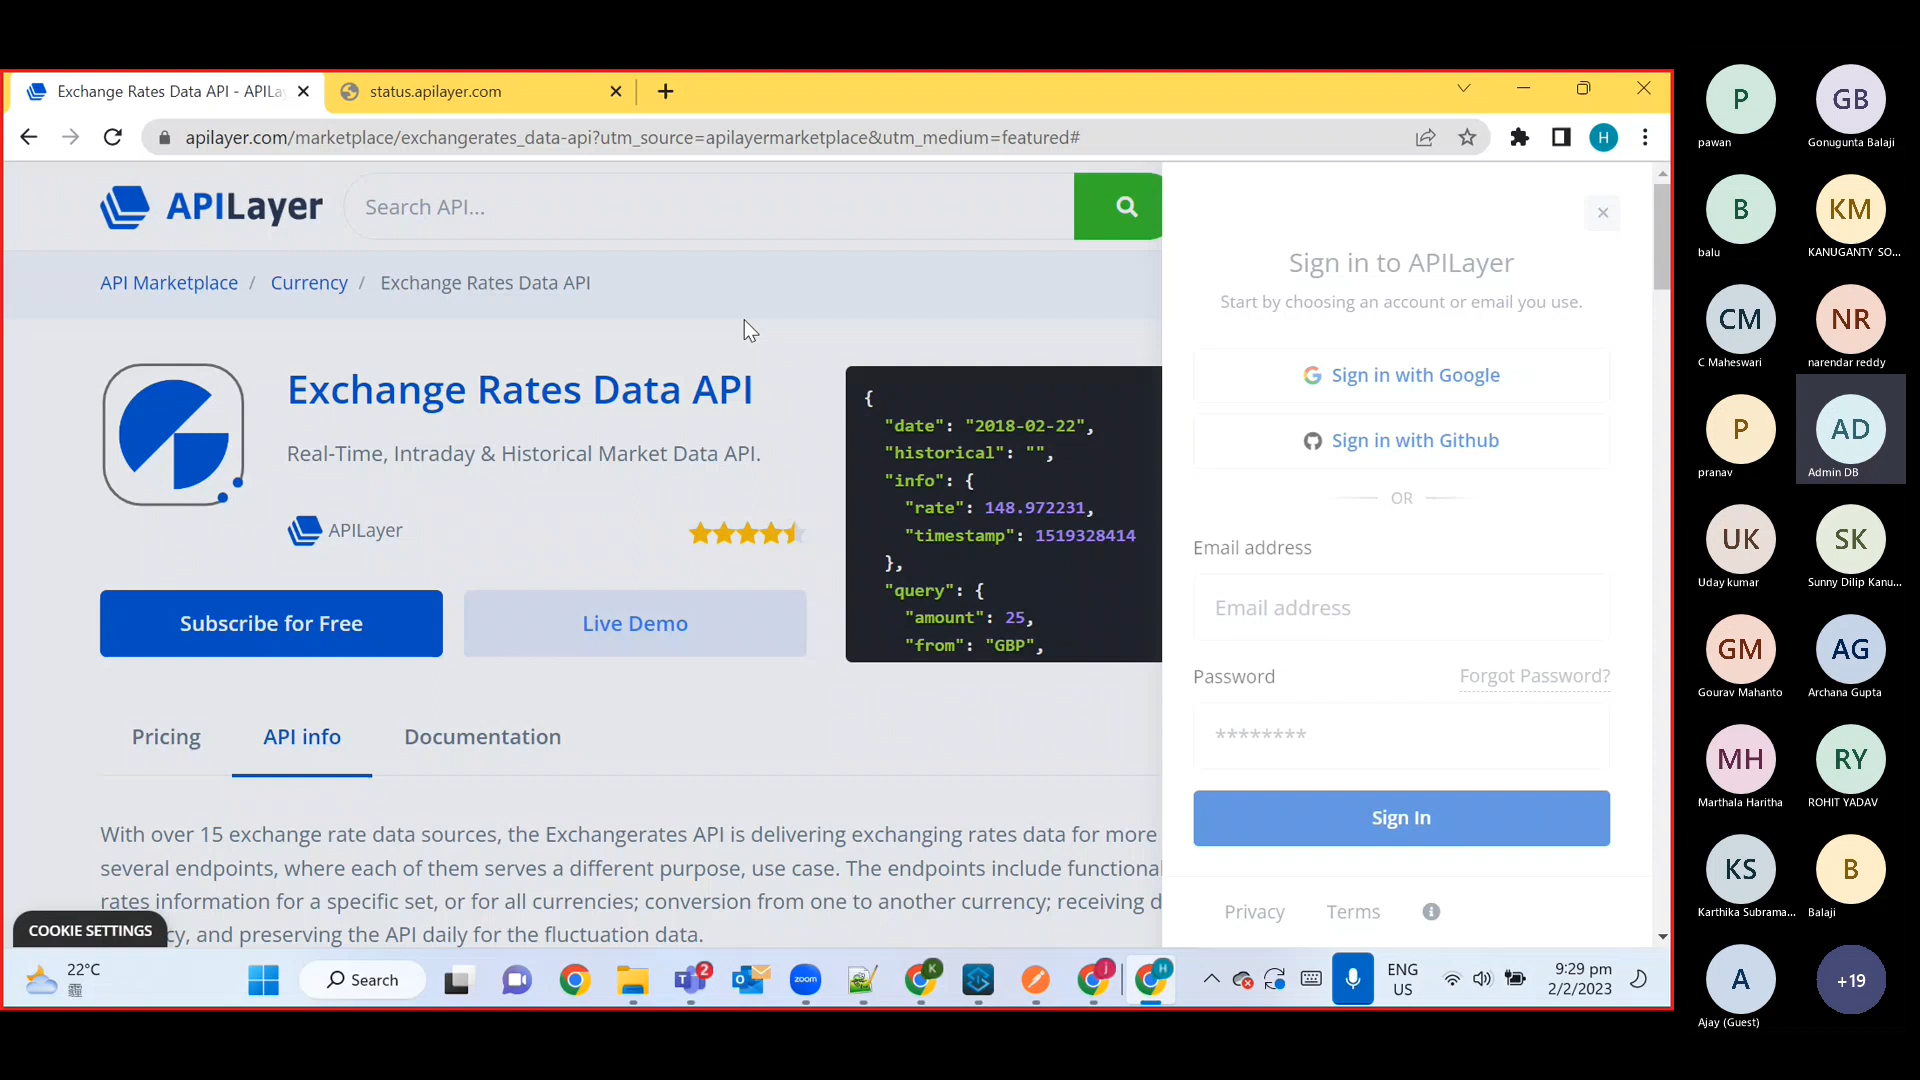 Exchange Rates Data API - APILa
status.apilayer.com
apilayer.com/marketplace/exchangerates_data-api?utm_source=apilayermarketplace&utm_medium=featured#
H
APILayer
Search API...
API Marketplace / Currency / Exchange Rates Data API
Exchange Rates Data API
Real-Time, Intraday & Historical Market Data API.
APILayer
Subscribe for Free
Live Demo
{
"date": "2018-02-22",
"historical": "",
"info": {
"rate": 148.972231,
"timestamp": 1519328414
},
"query": {
"amount": 25,
"from": "GBP",
Pricing
API info
Documentation
With over 15 exchange rate data sources, the Exchangerates API is delivering exchanging rates data for more
several endpoints, where each of them serves a different purpose, use case. The endpoints include functiona
rates information for a specific set, or for all currencies; conversion from one to another currency; receiving d
cy, and preserving the API daily for the fluctuation data.
COOKIE SETTINGS
Sign in to APILayer
Start by choosing an account or email you use.
Sign in with Google
Sign in with Github
OR
Email address
Email address
Password
Forgot Password?
********
Sign In
Privacy
Terms
22°C
Search
2
zoom
K
J
H
ENG
US
9:29 pm
2/2/2023
P
pawan
GB
Gonugunta Balaji
B
balu
KM
KANUGANTY SO...
CM
C Maheswari
NR
narendar reddy
P
pranav
AD
Admin DB
UK
Uday kumar
SK
Sunny Dilip Kanu...
GM
Gourav Mahanto
AG
Archana Gupta
MH
Marthala Haritha
RY
ROHIT YADAV
KS
Karthika Subrama...
B
Balaji
A
Ajay (Guest)
+19